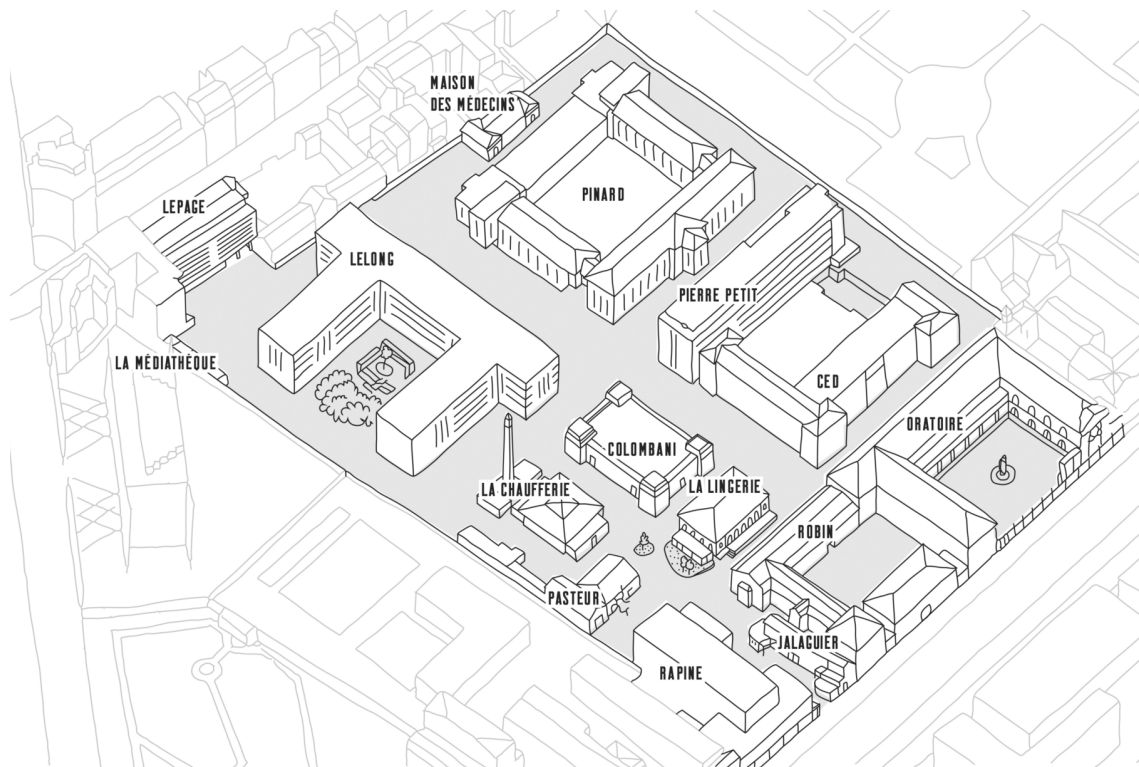 MAISON
DES MÉDECINS
LEPAGE
PINARD
LELONG
PIERRE PETIT
LA MÉDIATHÈQUE
CED
ORATOIRE
COLOMBANI
LA CHAUFFERIE
LA LINGERIE
ROBIN
PASTEUR
JALAGUIER
RAPINE